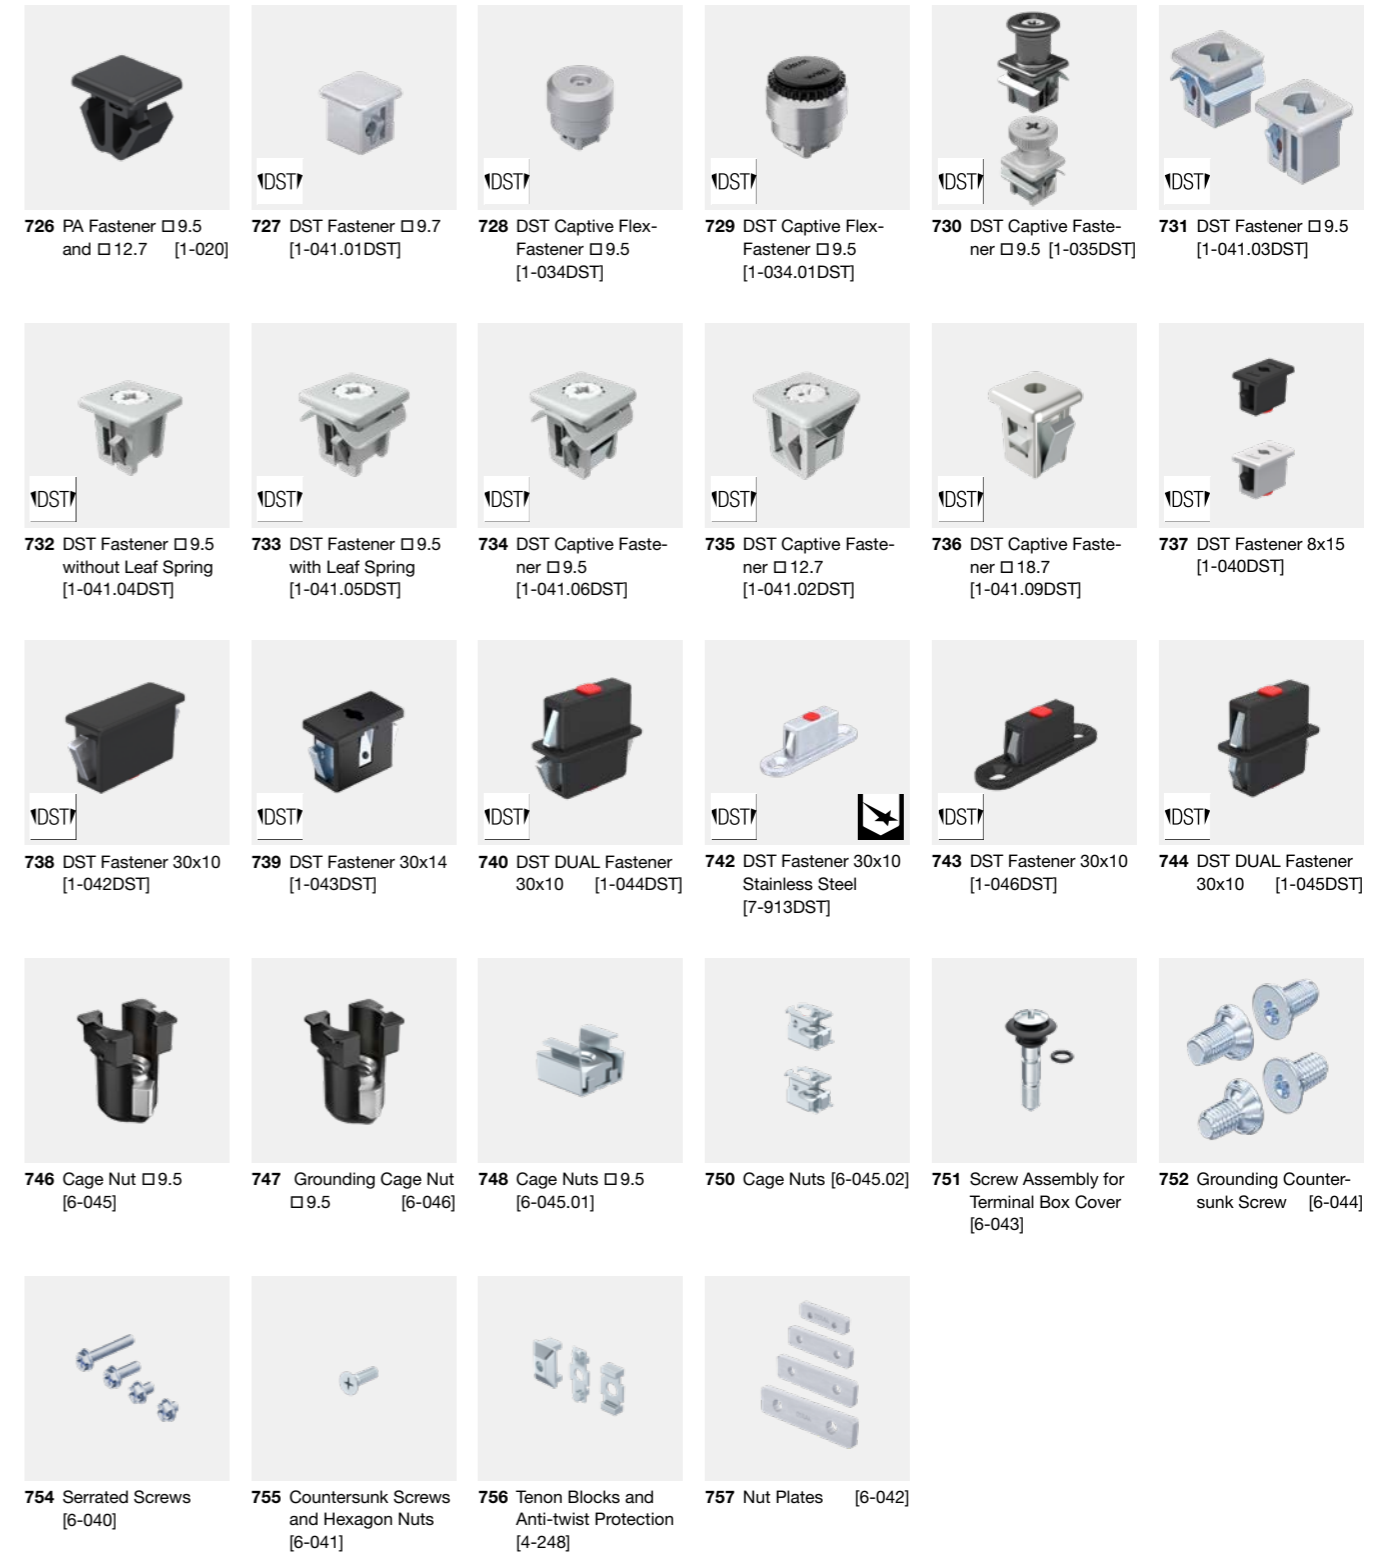 DST
DST
DST
DST
DST
726 PA Fastener □ 9.5
and □ 12.7 [1-020]
727 DST Fastener □ 9.7
[1-041.01DST]
728 DST Captive Flex-
Fastener □ 9.5
[1-034DST]
729 DST Captive Flex-
Fastener □ 9.5
[1-034.01DST]
730 DST Captive Faste-
ner □ 9.5 [1-035DST]
731 DST Fastener □ 9.5
[1-041.03DST]
DST
DST
DST
DST
DST
DST
732 DST Fastener □ 9.5
without Leaf Spring
[1-041.04DST]
733 DST Fastener □ 9.5
with Leaf Spring
[1-041.05DST]
734 DST Captive Faste-
ner □ 9.5
[1-041.06DST]
735 DST Captive Faste-
ner □ 12.7
[1-041.02DST]
736 DST Captive Faste-
ner □ 18.7
[1-041.09DST]
737 DST Fastener 8x15
[1-040DST]
DST
DST
DST
DST
DST
DST
738 DST Fastener 30x10
[1-042DST]
739 DST Fastener 30x14
[1-043DST]
740 DST DUAL Fastener
30x10 [1-044DST]
742 DST Fastener 30x10
Stainless Steel
[7-913DST]
743 DST Fastener 30x10
[1-046DST]
744 DST DUAL Fastener
30x10 [1-045DST]
746 Cage Nut □ 9.5
[6-045]
747 Grounding Cage Nut
□ 9.5 [6-046]
748 Cage Nuts □ 9.5
[6-045.01]
750 Cage Nuts [6-045.02]
751 Screw Assembly for
Terminal Box Cover
[6-043]
752 Grounding Counter-
sunk Screw [6-044]
754 Serrated Screws
[6-040]
755 Countersunk Screws
and Hexagon Nuts
[6-041]
756 Tenon Blocks and
Anti-twist Protection
[4-248]
757 Nut Plates [6-042]